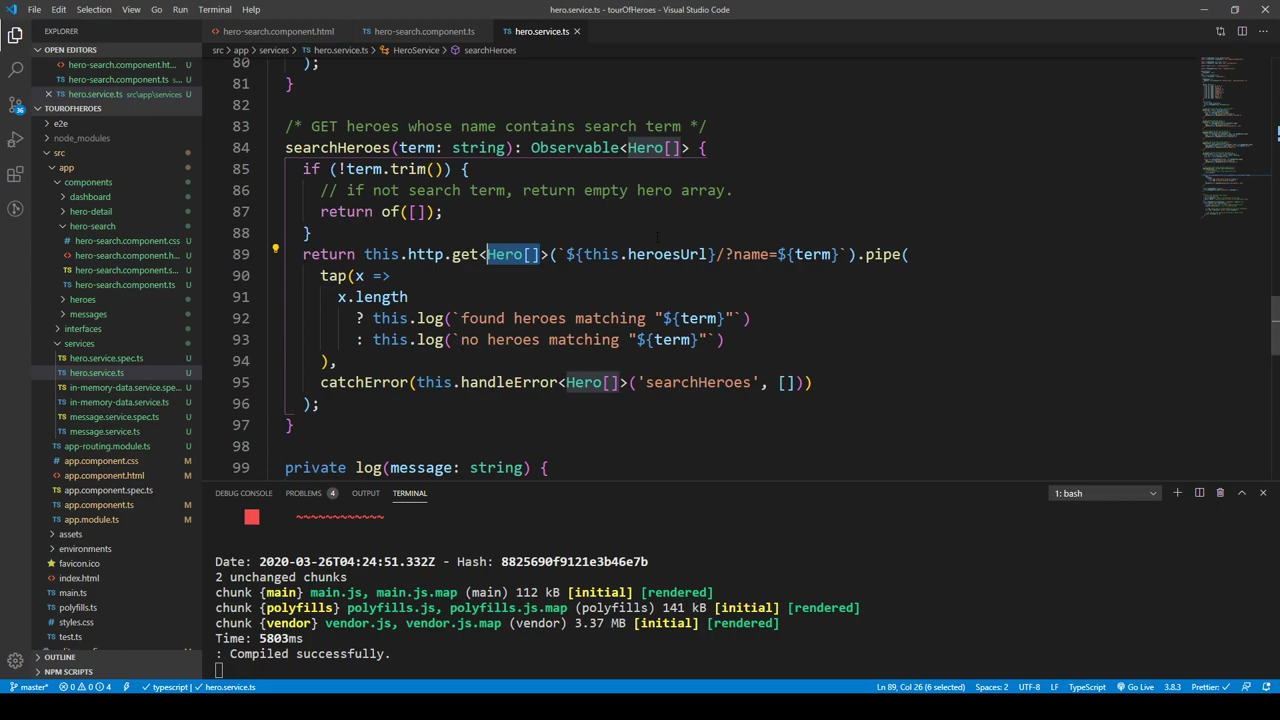 File Edit Selection View Go Run Terminal Help
hero.service.ts - tourOfHeroes - Visual Studio Code
EXPLORER
hero-search.component.html
hero-search.component.ts
hero.service.ts
OPEN EDITORS
src > app > services > hero.service.ts > HeroService > searchHeroes
hero-search.component.ht... U
hero-search.component.ts s... U
hero.service.ts src\app\services U
TOUROFHEROES
e2e
node_modules
src
app
components
dashboard
hero-detail
hero-search
hero-search.component.css U
hero-search.component.ht... U
hero-search.component.ts U
heroes
messages
interfaces
services
hero.service.spec.ts U
hero.service.ts U
in-memory-data.service.spe... U
in-memory-data.service.ts U
message.service.spec.ts U
message.service.ts U
app-routing.module.ts U
app.component.css M
app.component.html M
app.component.spec.ts M
app.component.ts M
app.module.ts M
assets
environments
favicon.ico
index.html
main.ts
polyfills.ts
styles.css
test.ts
OUTLINE
NPM SCRIPTS
36
80 );
81 }
82
83 /* GET heroes whose name contains search term */
84 searchHeroes(term: string): Observable<Hero[]> {
85 if (!term.trim()) {
86 // if not search term, return empty hero array.
87 return of([]);
88 }
89 return this.http.get<Hero[]>(`${this.heroesUrl}/?name=${term}`).pipe(
90 tap(x =>
91 x.length
92 ? this.log(`found heroes matching "${term}"`)
93 : this.log(`no heroes matching "${term}"`)
94 ),
95 catchError(this.handleError<Hero[]>('searchHeroes', []))
96 );
97 }
98
99 private log(message: string) {
DEBUG CONSOLE PROBLEMS 4 OUTPUT TERMINAL 1: bash
~~~~~~~~~~~~
Date: 2020-03-26T04:24:51.332Z - Hash: 8825690f9121e3b46e7b
2 unchanged chunks
chunk {main} main.js, main.js.map (main) 112 kB [initial] [rendered]
chunk {polyfills} polyfills.js, polyfills.js.map (polyfills) 141 kB [initial] [rendered]
chunk {vendor} vendor.js, vendor.js.map (vendor) 3.37 MB [initial] [rendered]
Time: 5803ms
: Compiled successfully.
master* 0 0 4 typescript | hero.service.ts Ln 89, Col 26 (6 selected) Spaces: 2 UTF-8 LF TypeScript Go Live 3.8.3 Prettier: ✓